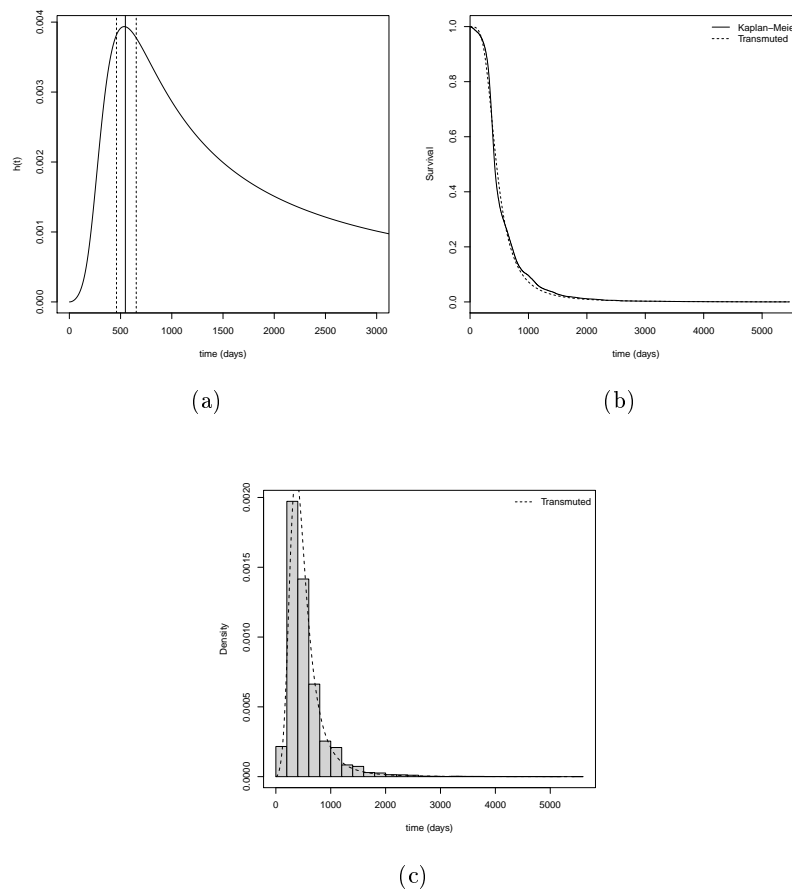 0.004
0.003
0.002
0.001
0.000
h(t)
0 500 1000 1500 2000 2500 3000
time (days)
(a)
Kaplan−Meie
Transmuted
1.0
0.8
0.6
0.4
0.2
0.0
Survival
0 1000 2000 3000 4000 5000
time (days)
(b)
Transmuted
0.0020
0.0015
0.0010
0.0005
0.0000
Density
0 1000 2000 3000 4000 5000
time (days)
(c)